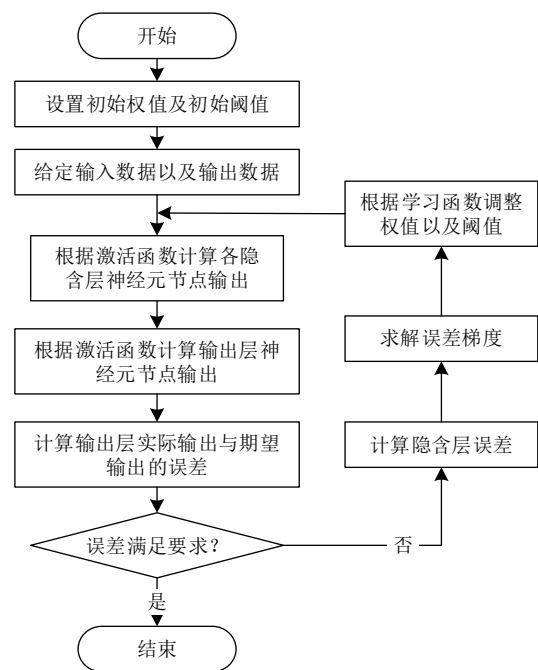 开始
设置初始权值及初始阈值
给定输入数据以及输出数据
根据激活函数计算各隐
含层神经元节点输出
根据激活函数计算输出层神
经元节点输出
计算输出层实际输出与期望
输出的误差
误差满足要求?
是
结束
否
计算隐含层误差
求解误差梯度
根据学习函数调整
权值以及阈值